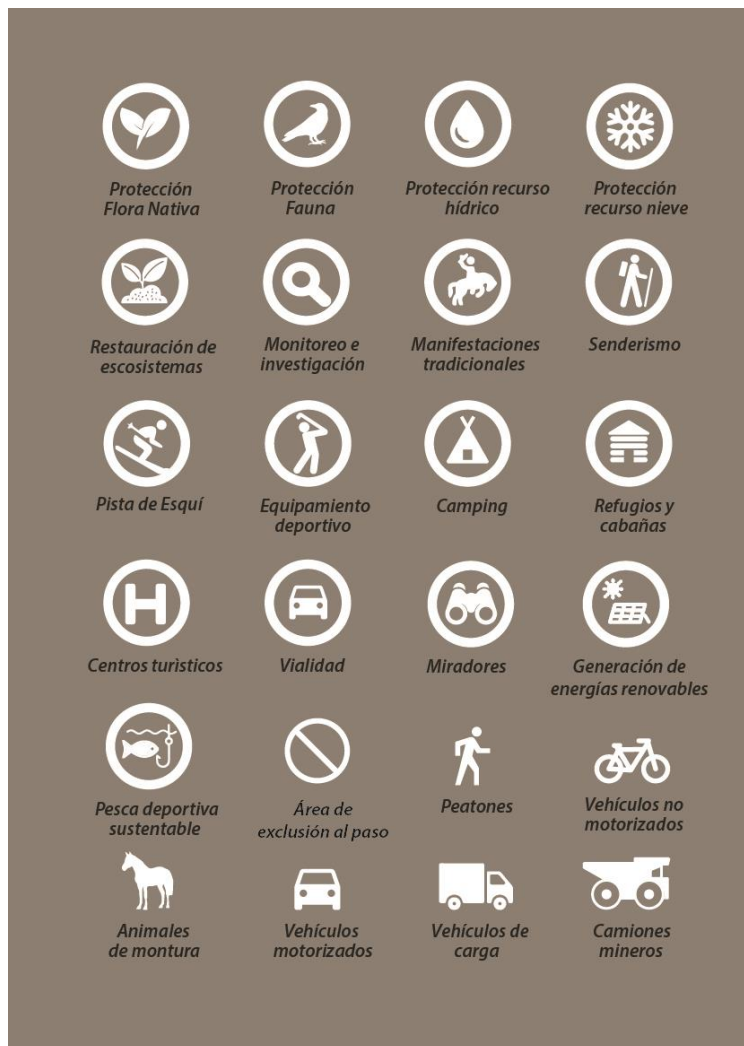 Protección
Flora Nativa
Protección
Fauna
Protección recurso
hídrico
Protección
recurso nieve
Restauración de
escosistemas
Monitoreo e
investigación
Manifestaciones
tradicionales
Senderismo
Pista de Esquí
Equipamiento
deportivo
Camping
Refugios y
cabañas
Centros turìsticos
Vialidad
Miradores
Generación de
energías renovables
Pesca deportiva
sustentable
Área de
exclusión al paso
Peatones
Vehículos no
motorizados
Animales
de montura
Vehículos
motorizados
Vehículos de
carga
Camiones
mineros